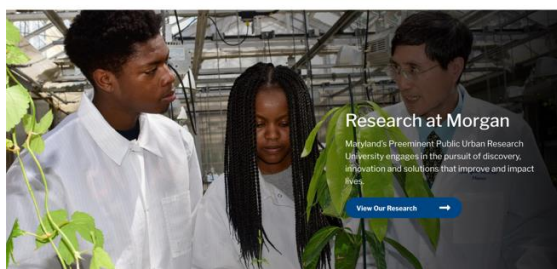 Research at Morgan
Maryland's Preeminent Public Urban Research
University engages in the pursuit of discovery,
innovation and solutions that improve and impact
lives.
View Our Research